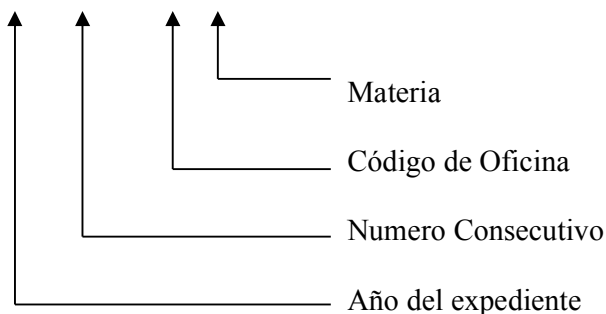 Materia
Código de Oficina
Numero Consecutivo
Año del expediente